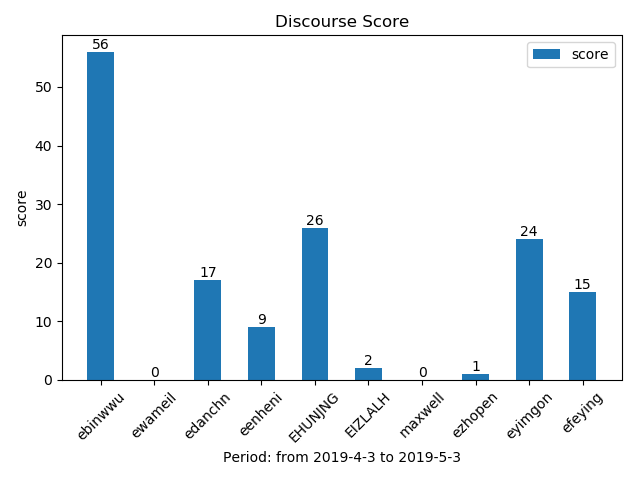 Discourse Score
score
56
0
17
9
26
2
0
1
24
15
50
40
30
20
10
0
score
ebinwwu
ewameil
edanchn
eenheni
EHUNJNG
EIZLALH
maxwell
ezhopen
eyimgon
efeying
Period: from 2019-4-3 to 2019-5-3